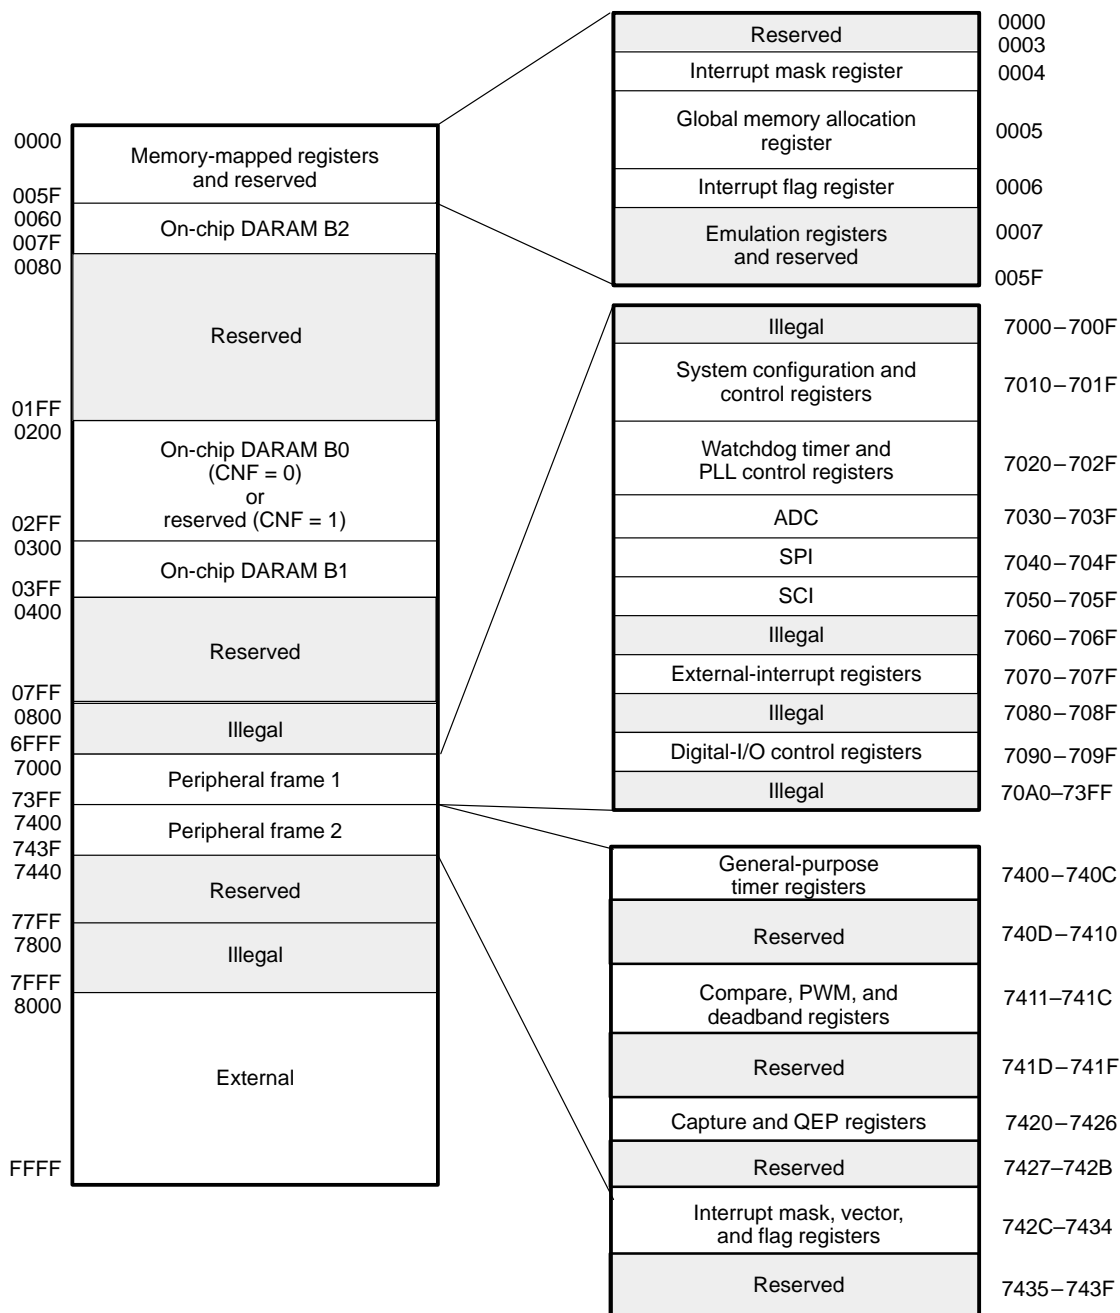 0000
Memory-mapped registers
and reserved
005F
0060
On-chip DARAM B2
007F
0080
Reserved
01FF
0200
On-chip DARAM B0
(CNF = 0)
or
reserved (CNF = 1)
02FF
0300
On-chip DARAM B1
03FF
0400
Reserved
07FF
0800
Illegal
6FFF
7000
Peripheral frame 1
73FF
7400
Peripheral frame 2
743F
7440
Reserved
77FF
7800
Illegal
7FFF
8000
External
FFFF
Reserved
0000
0003
Interrupt mask register
0004
Global memory allocation
register
0005
Interrupt flag register
0006
Emulation registers
and reserved
0007
005F
Illegal
7000–700F
System configuration and
control registers
7010–701F
Watchdog timer and
PLL control registers
7020–702F
ADC
7030–703F
SPI
7040–704F
SCI
7050–705F
Illegal
7060–706F
External-interrupt registers
7070–707F
Illegal
7080–708F
Digital-I/O control registers
7090–709F
Illegal
70A0–73FF
General-purpose
timer registers
7400–740C
Reserved
740D–7410
Compare, PWM, and
deadband registers
7411–741C
Reserved
741D–741F
Capture and QEP registers
7420–7426
Reserved
7427–742B
Interrupt mask, vector,
and flag registers
742C–7434
Reserved
7435–743F